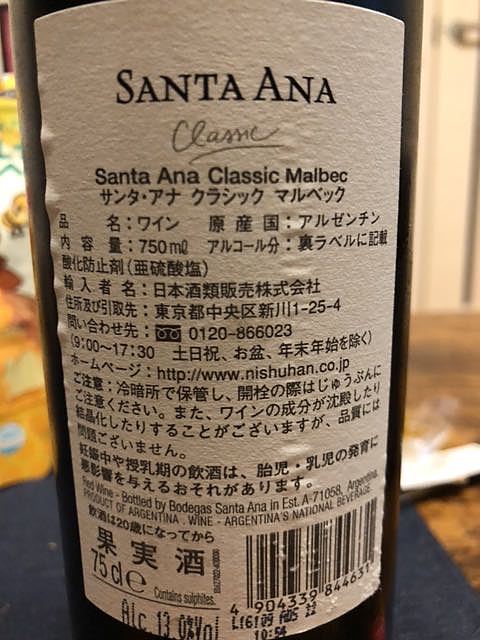 SANTA ANA
Classic
Santa Ana Classic Malbec
サンタ・アナ クラシック マルベック
品 名：ワイン 原 産 国：アルゼンチン
内 容 量：750mℓ アルコール分：裏ラベルに記載
酸化防止剤（亜硫酸塩）
輸 入 者 名：日本酒類販売株式会社
住所及び引取先：東京都中央区新川1-25-4
問い合わせ先：0120-866023
（9:00～17:30 土日祝、お盆、年末年始を除く）
ホームページ：http://www.nishuhan.co.jp
ご注意：冷暗所で保管し、開栓の際はじゅうぶんに
ご注意ください。また、ワインの成分が沈殿したり
結晶化したりすることがございますが、品質には
問題ございません。
妊娠中や授乳期の飲酒は、胎児・乳児の発育に
悪影響を与えるおそれがあります。
Red Wine - Bottled by Bodegas Santa Ana in Est. A-71058, Argentina.
PRODUCT OF ARGENTINA . WINE - ARGENTINA'S NATIONAL BEVERAGE.
飲酒は20歳になってから
果実酒
75 cl e
Contains sulphites.
4 904339 844631
Alc 13.0%Vol
L16109 A05 22
10:54